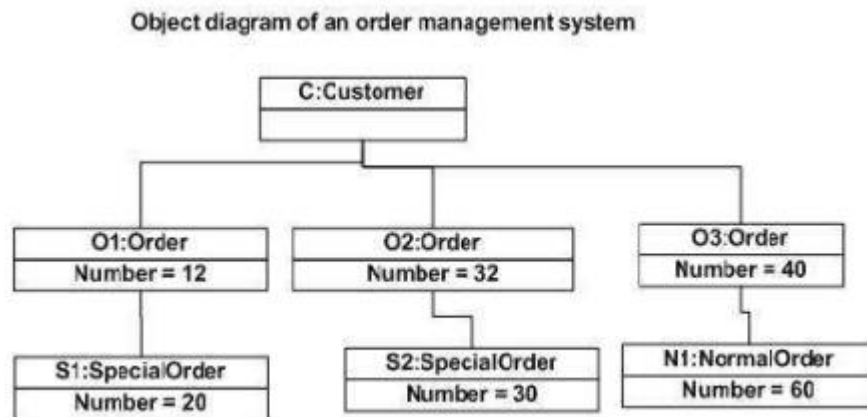 Object diagram of an order management system
C:Customer
O1:Order
Number = 12
O2:Order
Number = 32
O3:Order
Number = 40
S1:SpecialOrder
Number = 20
S2:SpecialOrder
Number = 30
N1:NormalOrder
Number = 60